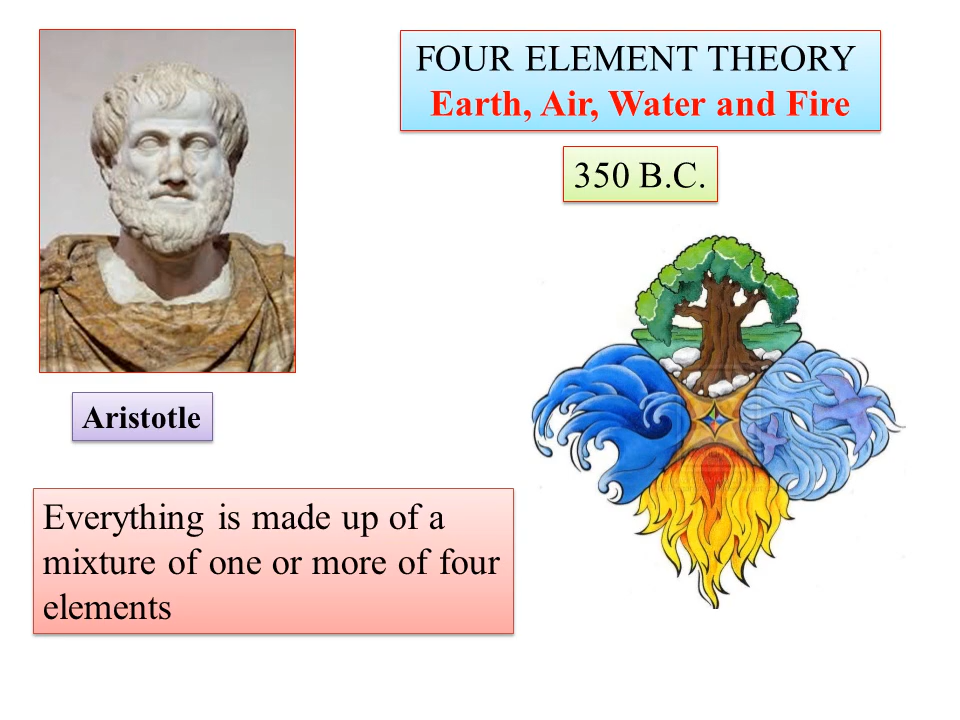 FOUR ELEMENT THEORY
Earth, Air, Water and Fire
350 B.C.
Aristotle
Everything is made up of a
mixture of one or more of four
elements